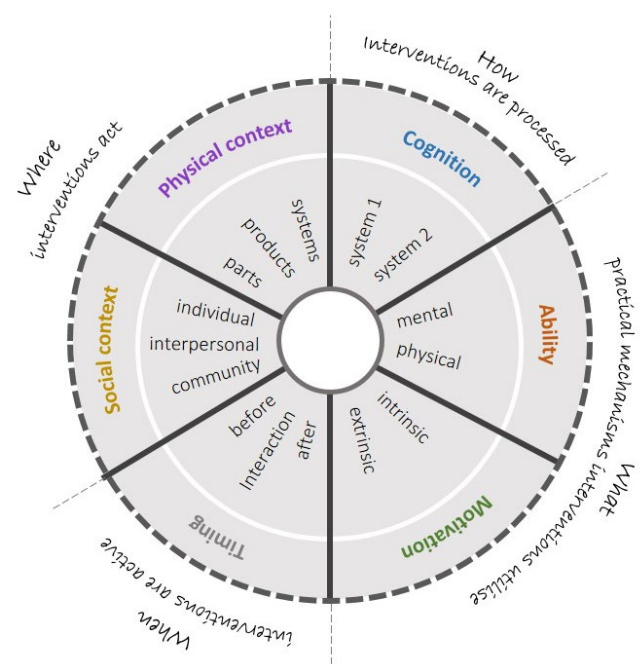 How
Interventions are processed
Cognition
system 1
system 2
Ability
mental
physical
What
practical mechanisms interventions utilise
Motivation
intrinsic
extrinsic
When
interventions are active
Timing
before
Interaction
after
Where
interventions act
Social context
individual
interpersonal
community
Physical context
parts
products
systems